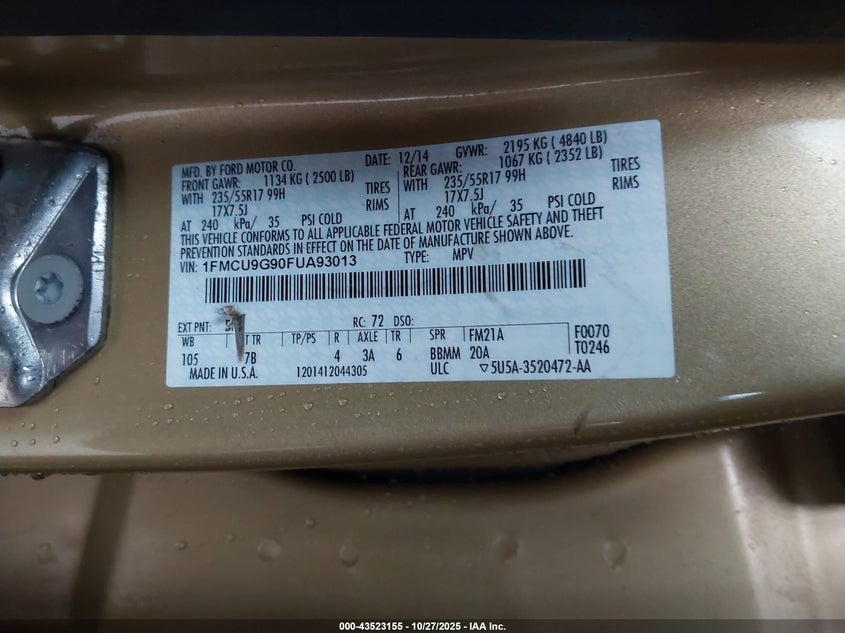 MFD. BY FORD MOTOR CO. DATE: 12/14 GVWR: 2195 KG ( 4840 LB)
FRONT GAWR: 1134 KG ( 2500 LB) REAR GAWR: 1067 KG ( 2352 LB)
WITH 235/55R17 99H TIRES WITH 235/55R17 99H TIRES
17X7.5J RIMS 17X7.5J RIMS
AT 240 kPa/ 35 PSI COLD AT 240 kPa/ 35 PSI COLD
THIS VEHICLE CONFORMS TO ALL APPLICABLE FEDERAL MOTOR VEHICLE SAFETY AND THEFT
PREVENTION STANDARDS IN EFFECT ON THE DATE OF MANUFACTURE SHOWN ABOVE.
VIN: 1FMCU9G90FUA93013 TYPE: MPV
EXT PNT: RC: 72 DSO:
WB TR TP/PS R AXLE TR SPR FM21A F0070
105 7B 4 3A 6 BBMM 20A T0246
MADE IN U.S.A. 1201412044305 ULC ▽5U5A-3520472-AA
000-43523155 - 10/27/2025 - IAA Inc.